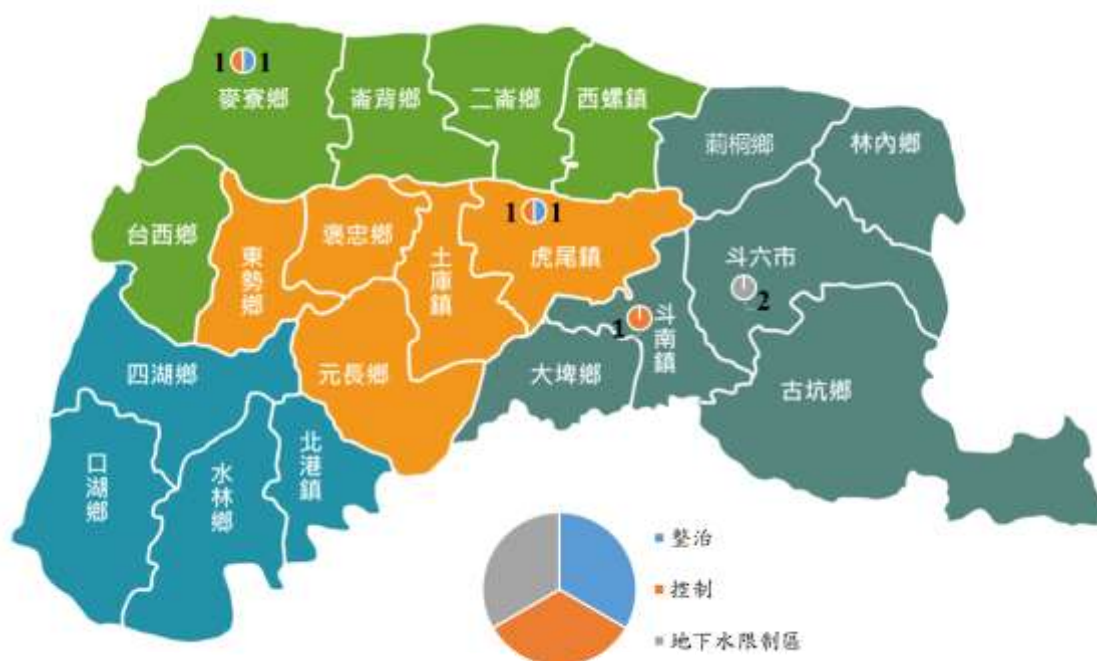 1 1
麥寮鄉
崙背鄉
二崙鄉
西螺鎮
莿桐鄉
林內鄉
台西鄉
東勢鄉
褒忠鄉
土庫鎮
1 1
虎尾鎮
斗六市
2
1
斗南鎮
大埤鄉
古坑鄉
四湖鄉
元長鄉
口湖鄉
水林鄉
北港鎮
整治
控制
地下水限制區